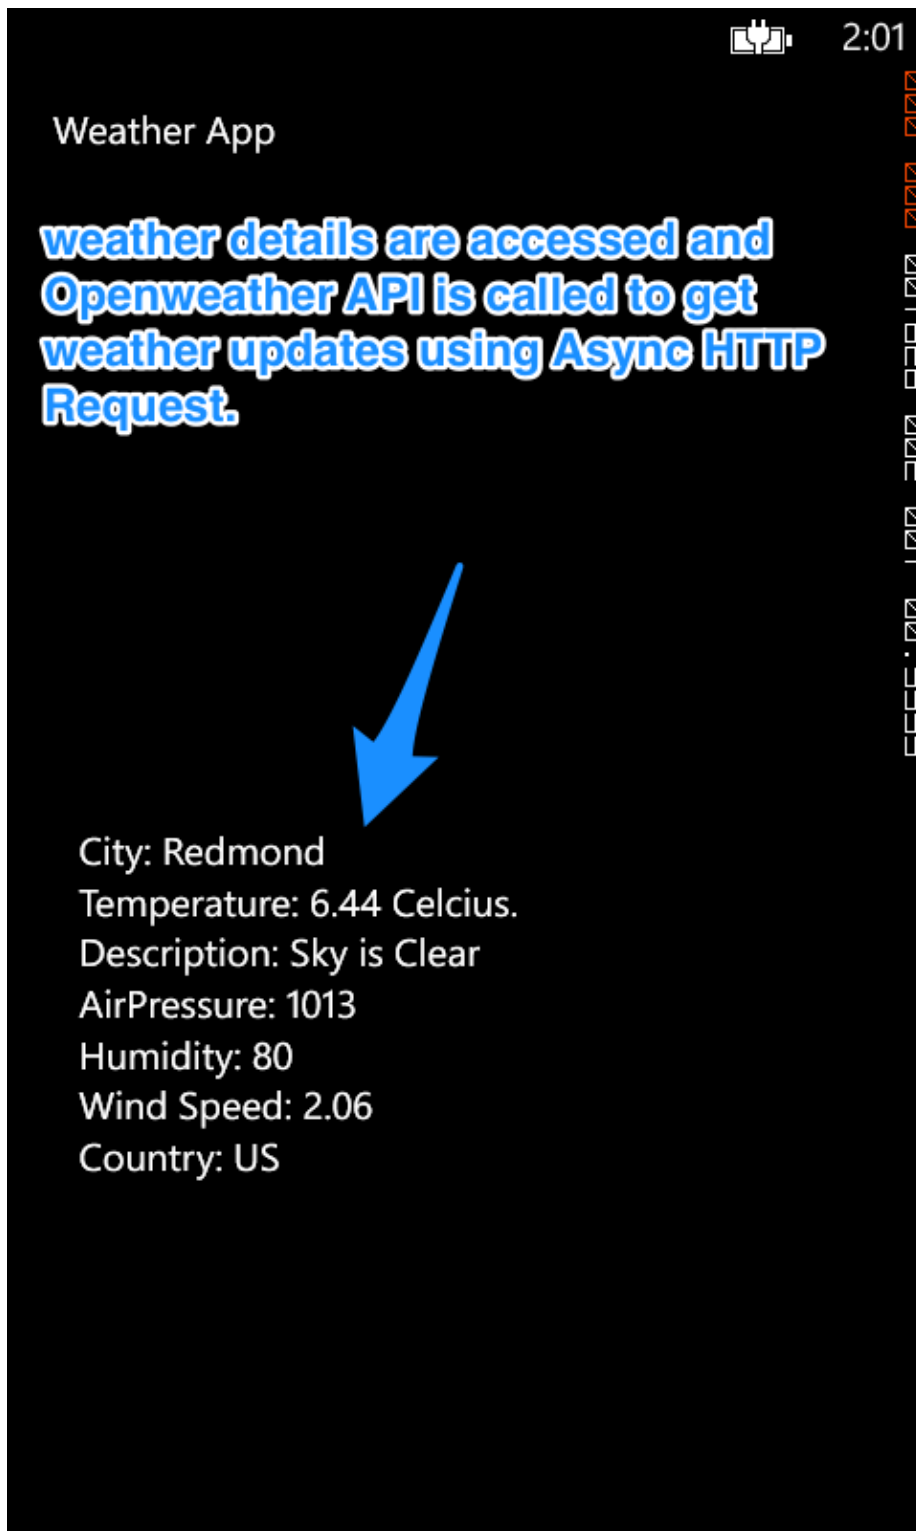 2:01
Weather App
weather details are accessed and
Openweather API is called to get
weather updates using Async HTTP
Request.
City: Redmond
Temperature: 6.44 Celcius.
Description: Sky is Clear
AirPressure: 1013
Humidity: 80
Wind Speed: 2.06
Country: US